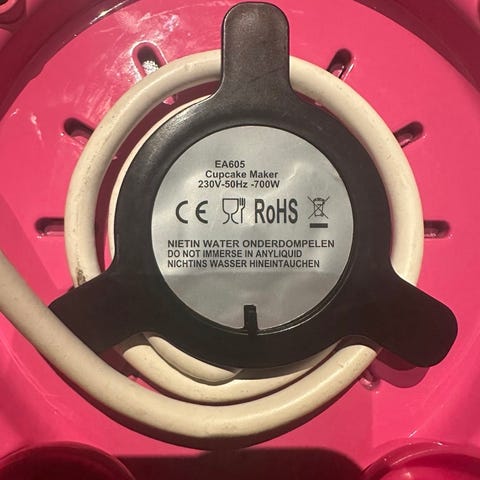 EA605
Cupcake Maker
230V-50Hz -700W
CE RoHS
NIETIN WATER ONDERDOMPELEN
DO NOT IMMERSE IN ANYLIQUID
NICHTINS WASSER HINEINTAUCHEN